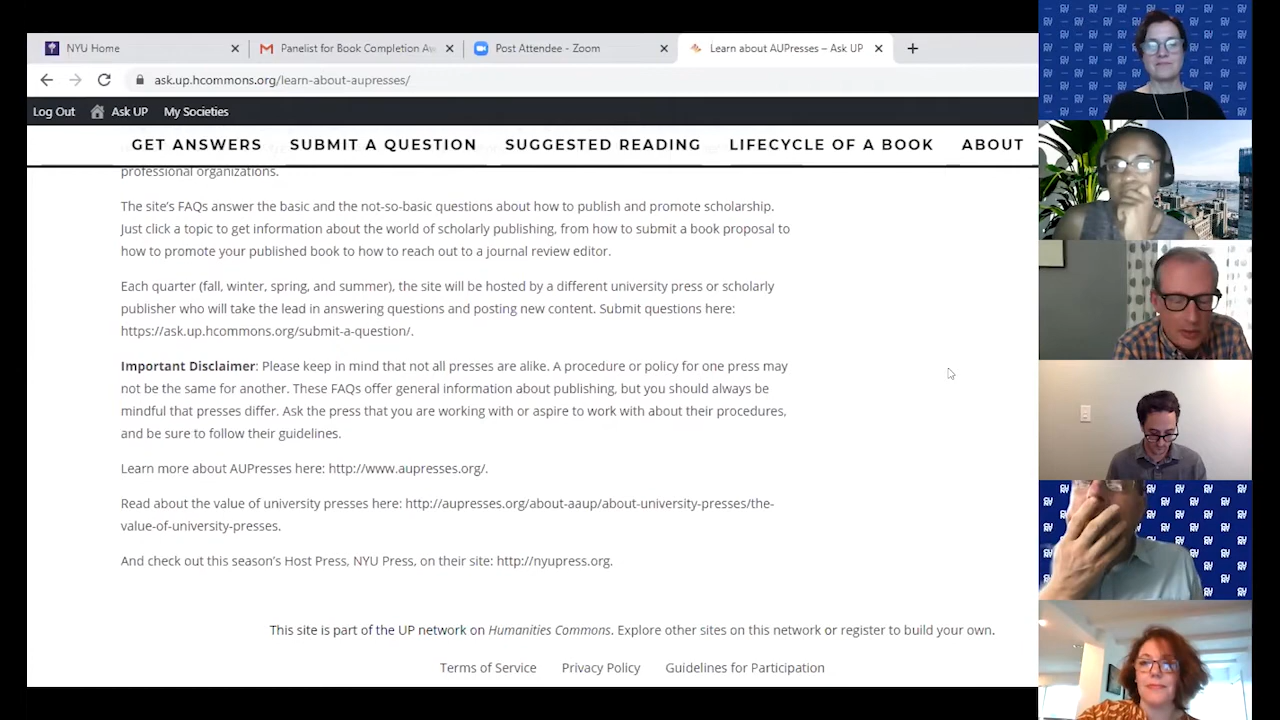 NYU Home
Panelist for Book Completion Aw
Post Attendee - Zoom
Learn about AUPresses – Ask UP
ask.up.hcommons.org/learn-about-aupresses/
Log Out Ask UP My Societies
GET ANSWERS SUBMIT A QUESTION SUGGESTED READING LIFECYCLE OF A BOOK ABOUT
professional organizations.
The site's FAQs answer the basic and the not-so-basic questions about how to publish and promote scholarship.
Just click a topic to get information about the world of scholarly publishing, from how to submit a book proposal to
how to promote your published book to how to reach out to a journal review editor.
Each quarter (fall, winter, spring, and summer), the site will be hosted by a different university press or scholarly
publisher who will take the lead in answering questions and posting new content. Submit questions here:
https://ask.up.hcommons.org/submit-a-question/.
Important Disclaimer: Please keep in mind that not all presses are alike. A procedure or policy for one press may
not be the same for another. These FAQs offer general information about publishing, but you should always be
mindful that presses differ. Ask the press that you are working with or aspire to work with about their procedures,
and be sure to follow their guidelines.
Learn more about AUPresses here: http://www.aupresses.org/.
Read about the value of university presses here: http://aupresses.org/about-aaup/about-university-presses/the-
value-of-university-presses.
And check out this season's Host Press, NYU Press, on their site: http://nyupress.org.
This site is part of the UP network on Humanities Commons. Explore other sites on this network or register to build your own.
Terms of Service Privacy Policy Guidelines for Participation